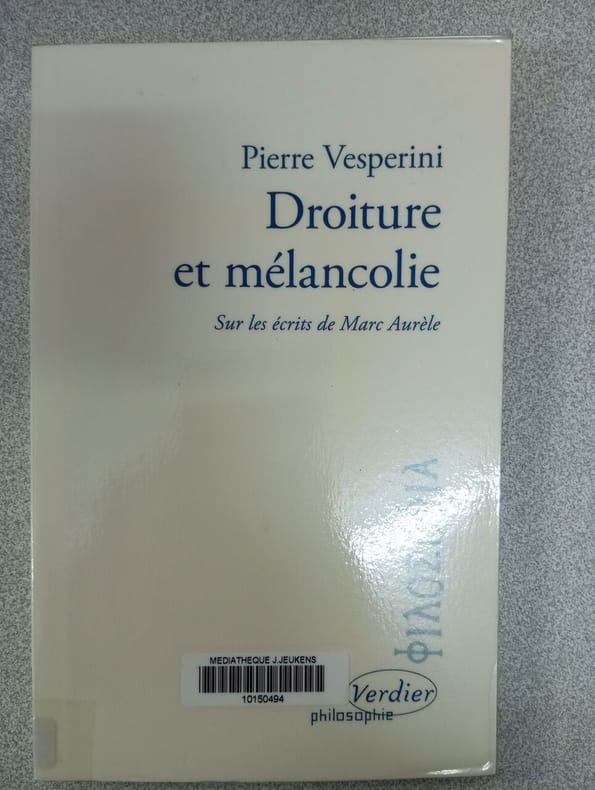 Pierre Vesperini
Droiture
et mélancolie
Sur les écrits de Marc Aurèle
MEDIATHEQUE J.JEUKENS
10150494
Verdier
philosophie